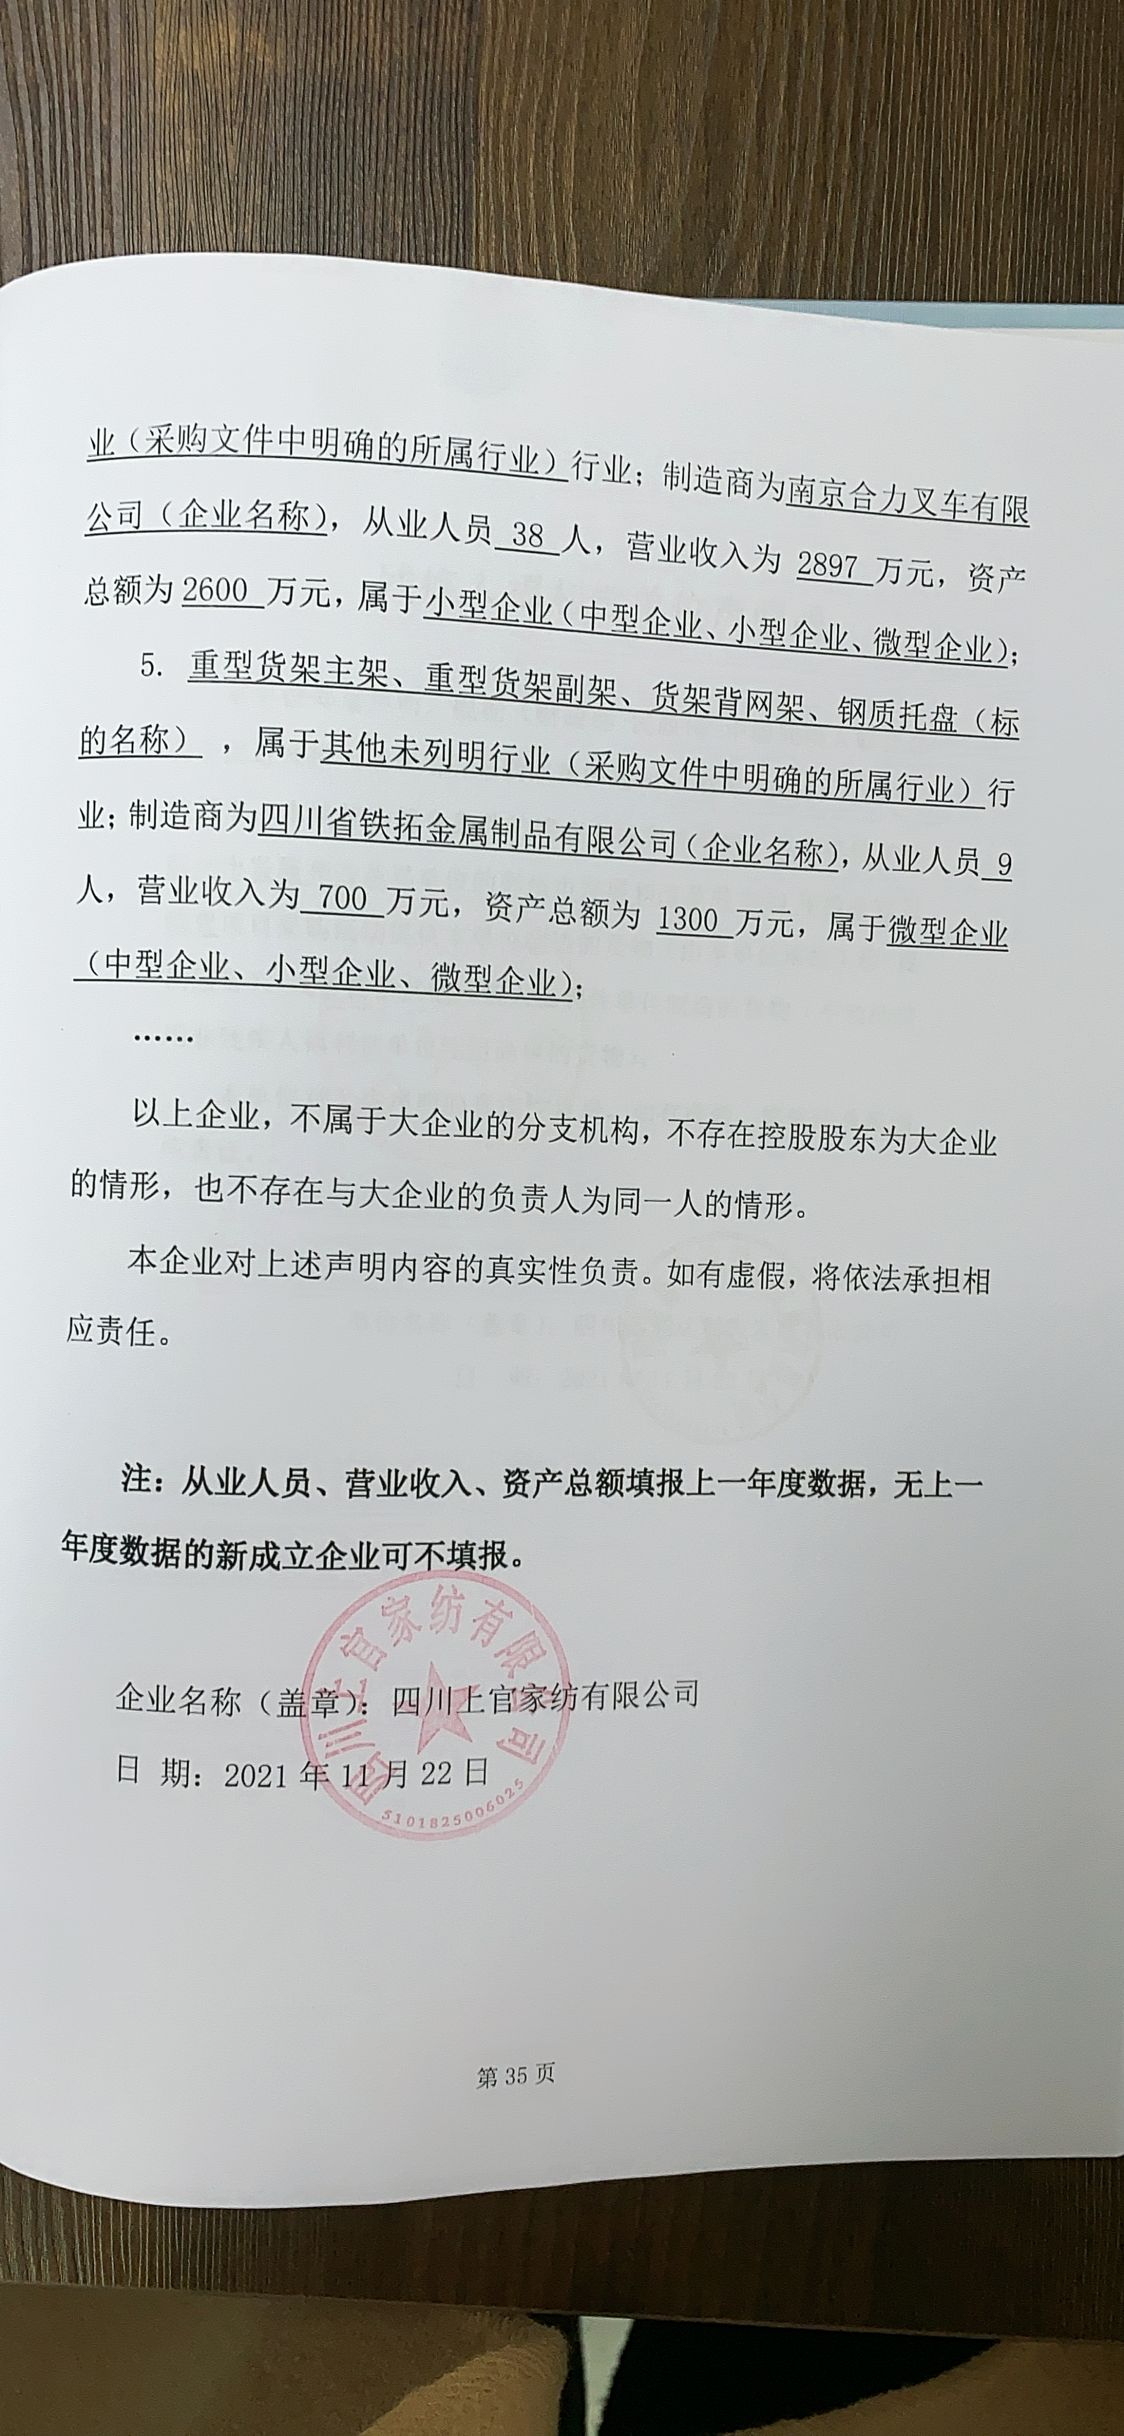 业（采购文件中明确的所属行业）行业；制造商为南京合力叉车有限
公司（企业名称），从业人员 38 人，营业收入为 2897 万元，资产
总额为 2600 万元，属于小型企业（中型企业、小型企业、微型企业）；
5. 重型货架主架、重型货架副架、货架背网架、钢质托盘（标
的名称） ，属于其他未列明行业（采购文件中明确的所属行业）行
业；制造商为四川省铁拓金属制品有限公司（企业名称），从业人员 9
人，营业收入为 700 万元，资产总额为 1300 万元，属于微型企业
（中型企业、小型企业、微型企业）；
……
以上企业，不属于大企业的分支机构，不存在控股股东为大企业
的情形，也不存在与大企业的负责人为同一人的情形。
本企业对上述声明内容的真实性负责。如有虚假，将依法承担相
应责任。
注：从业人员、营业收入、资产总额填报上一年度数据，无上一
年度数据的新成立企业可不填报。
四川上官家纺有限公司
企业名称（盖章）：四川上官家纺有限公司
日 期：2021 年 11 月 22 日
5101825006025
第 35 页